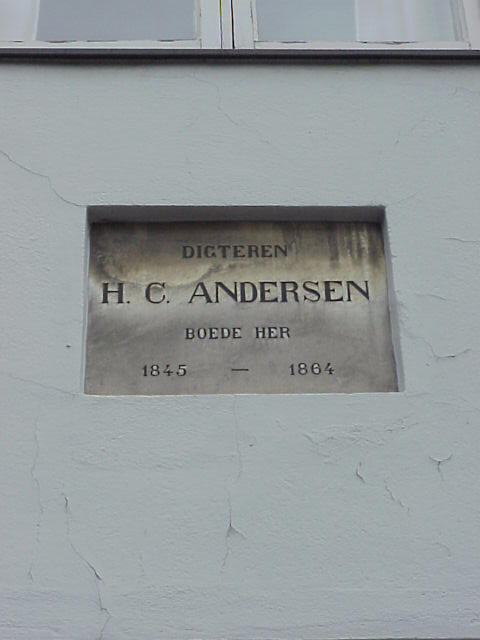 DIGTEREN
H. C. ANDERSEN
BOEDE HER
1845 — 1864